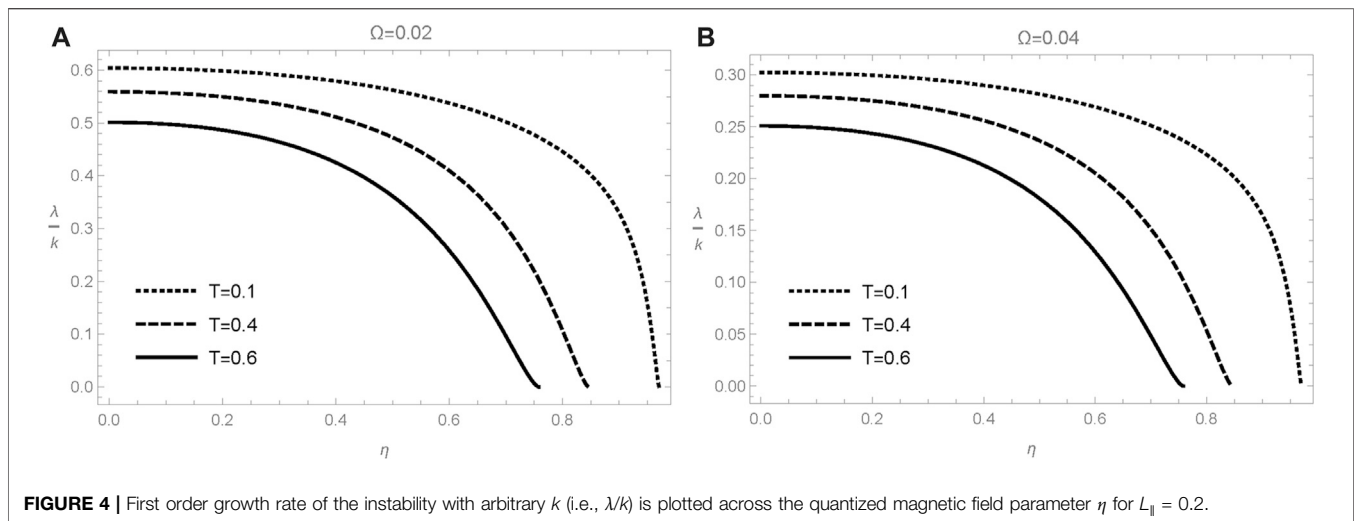 A
Ω=0.02
0.6
0.5
0.4
0.3
0.2
0.1
0.0
λ
k
T=0.1
T=0.4
T=0.6
0.0 0.2 0.4 0.6 0.8
η
B
Ω=0.04
0.30
0.25
0.20
0.15
0.10
0.05
0.00
λ
k
T=0.1
T=0.4
T=0.6
0.0 0.2 0.4 0.6 0.8
η
FIGURE 4 | First order growth rate of the instability with arbitrary k (i.e., λ/k) is plotted across the quantized magnetic field parameter η for L∥ = 0.2.